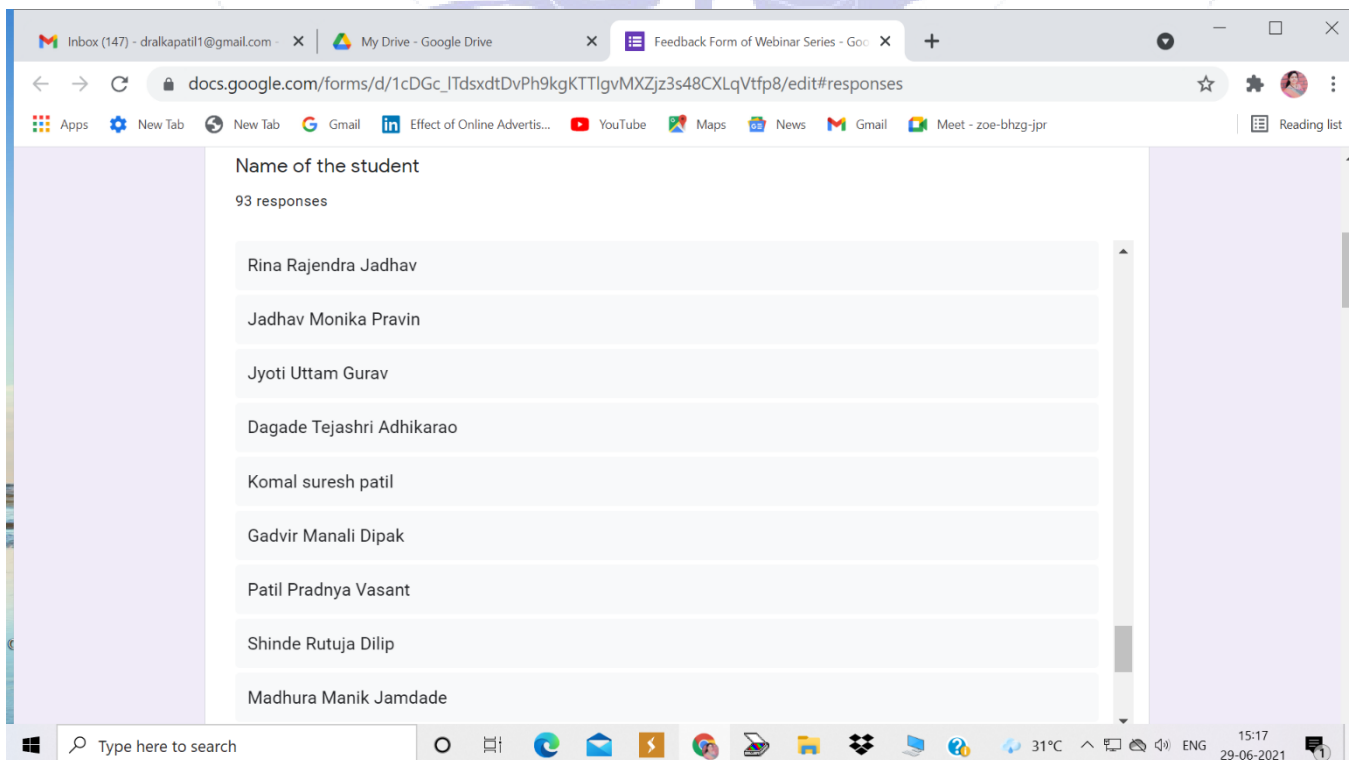 Inbox (147) - dralkapatil1@gmail.com -
My Drive - Google Drive
Feedback Form of Webinar Series - Goo
docs.google.com/forms/d/1cDGc_lTdsxdtDvPh9kgKTTlgvMXZjz3s48CXLqVtfp8/edit#responses
Apps New Tab New Tab Gmail Effect of Online Advertis... YouTube Maps News Gmail Meet - zoe-bhzg-jpr Reading list
Name of the student
93 responses
Rina Rajendra Jadhav
Jadhav Monika Pravin
Jyoti Uttam Gurav
Dagade Tejashri Adhikarao
Komal suresh patil
Gadvir Manali Dipak
Patil Pradnya Vasant
Shinde Rutuja Dilip
Madhura Manik Jamdade
Type here to search
31°C ENG 15:17
29-06-2021
1